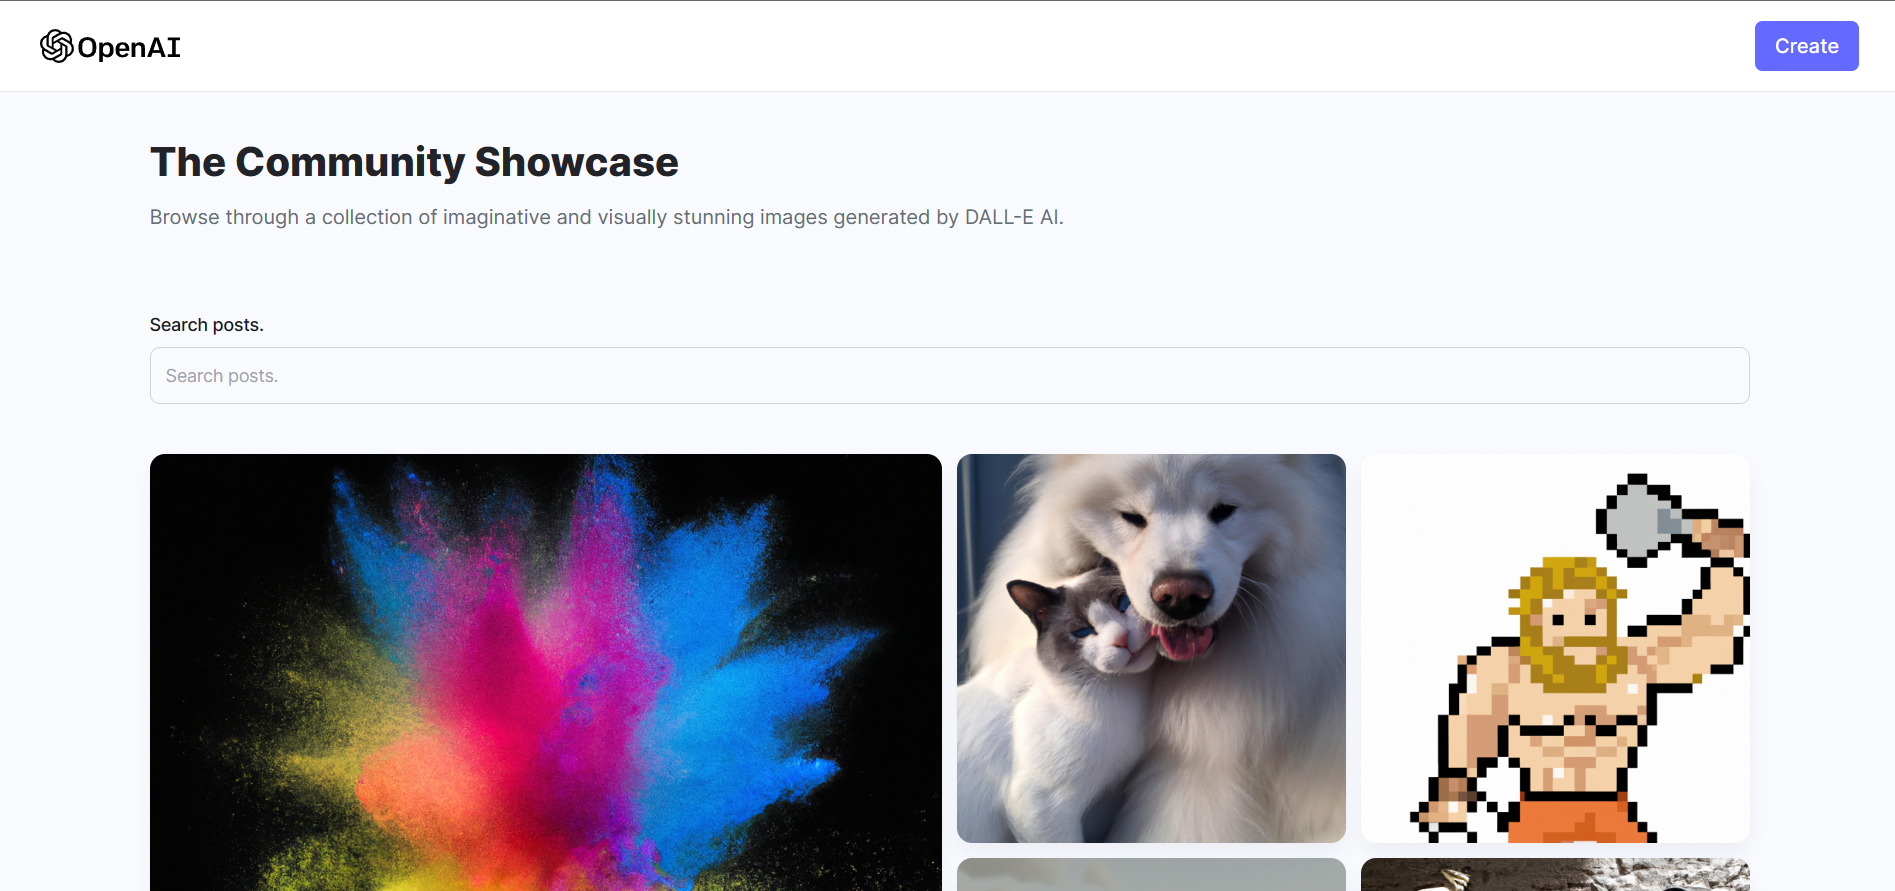 OpenAI
Create
The Community Showcase
Browse through a collection of imaginative and visually stunning images generated by DALL-E AI.
Search posts.
Search posts.